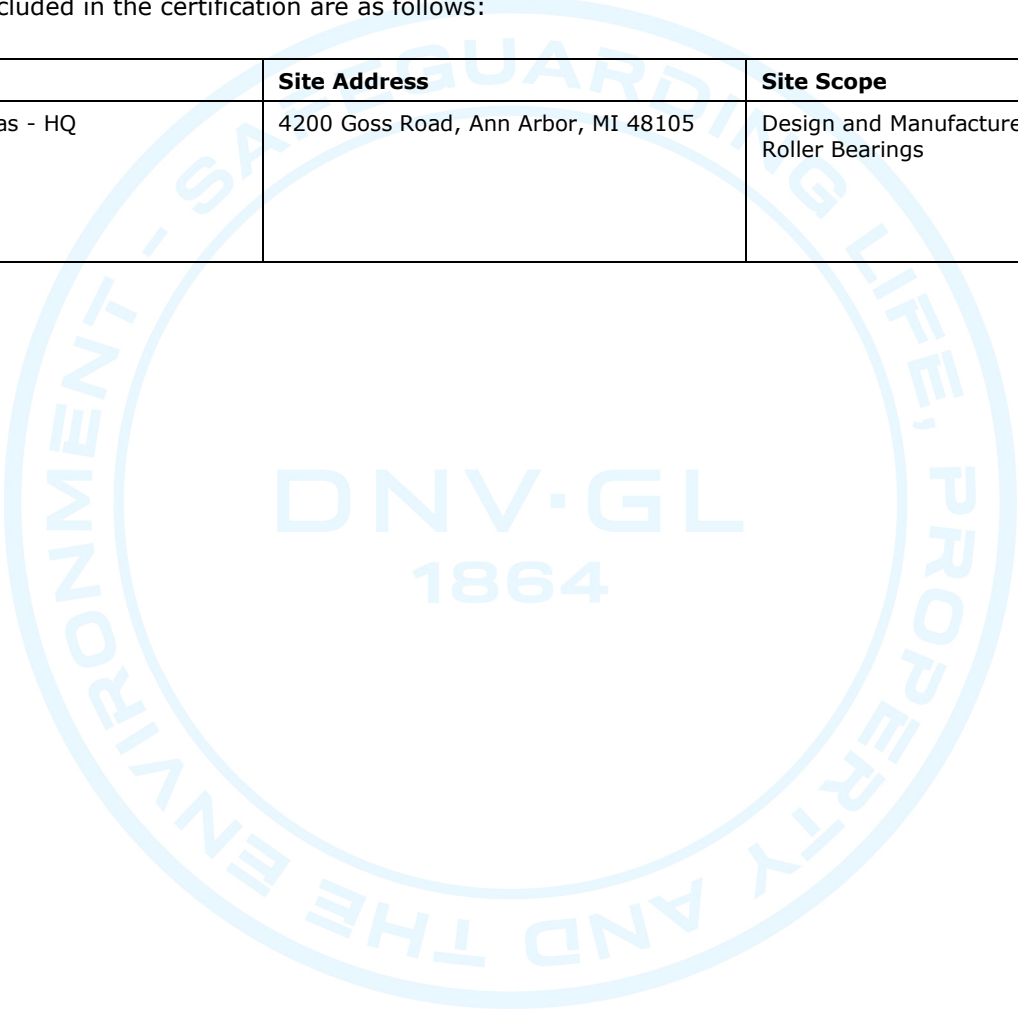 cluded in the certification are as follows:
Site Address
Site Scope
as - HQ
4200 Goss Road, Ann Arbor, MI 48105
Design and Manufacture
Roller Bearings
SAFEGUARDING LIFE, PROPERTY AND THE ENVIRONMENT -
DNV·GL
1864